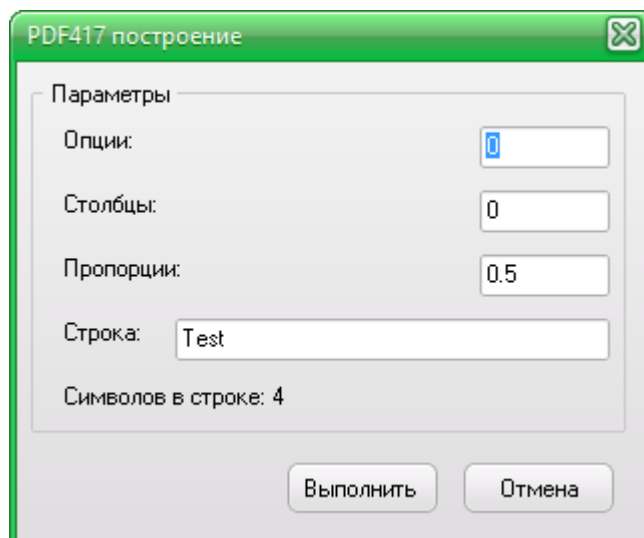 PDF417 построение
Параметры
Опции: 0
Столбцы: 0
Пропорции: 0.5
Строка: Test
Символов в строке: 4
Выполнить Отмена